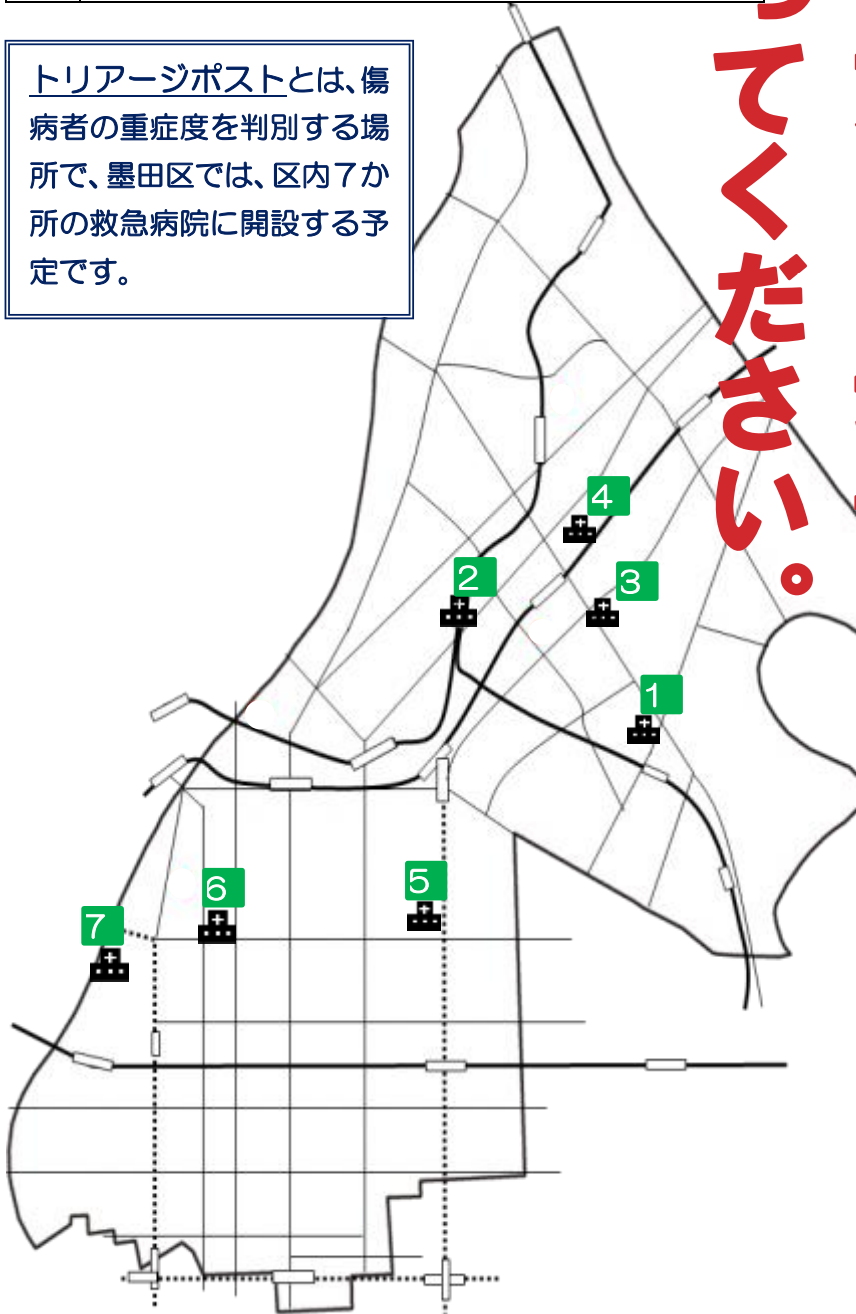 トリアージポストとは、傷
病者の重症度を判別する場
所で、墨田区では、区内7か
所の救急病院に開設する予
定です。
ってください。
4
2
3
1
6
5
7